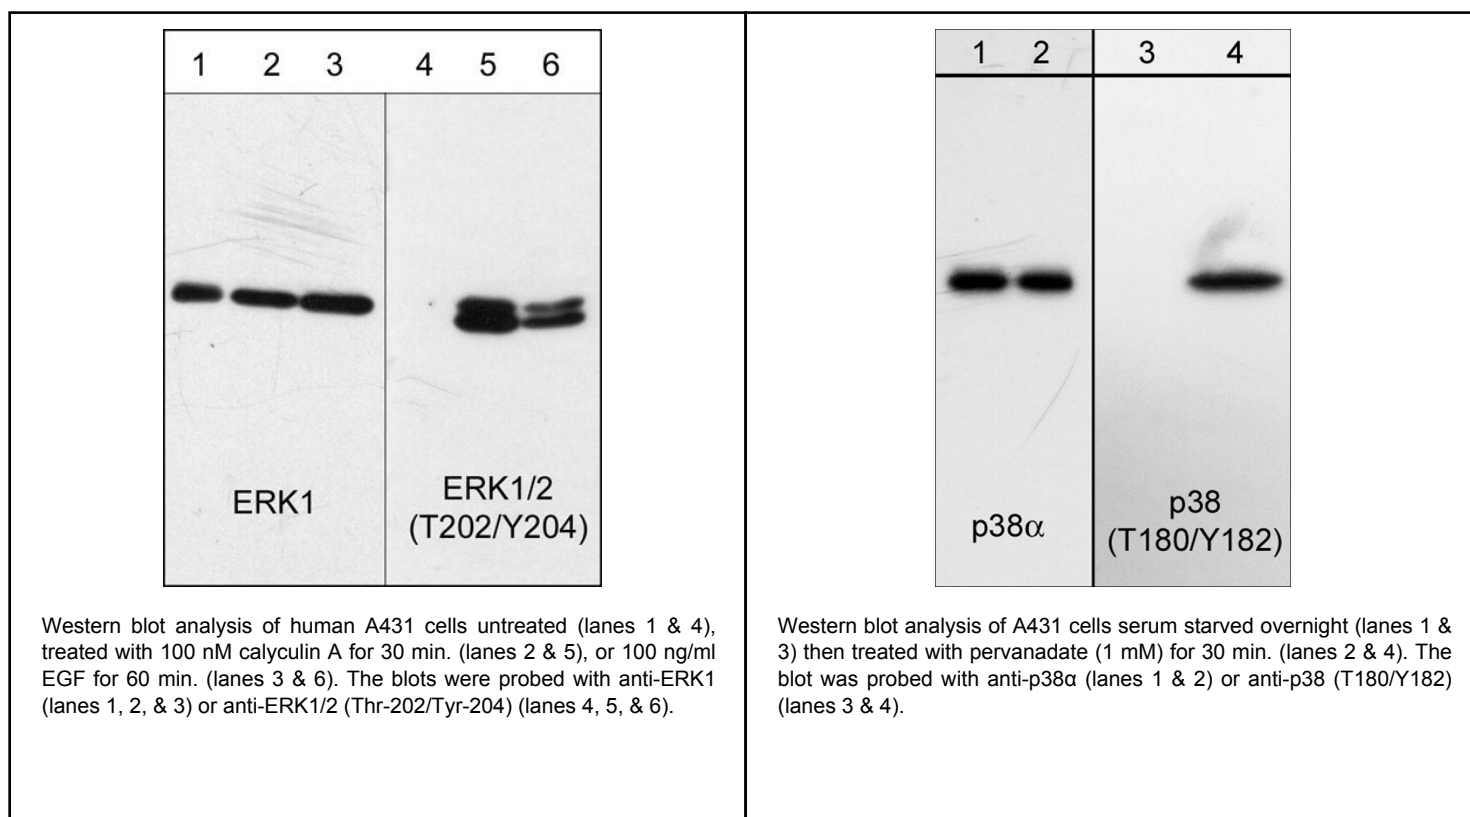 1 2 3 4 5 6
ERK1
ERK1/2
(T202/Y204)
Western blot analysis of human A431 cells untreated (lanes 1 & 4),
treated with 100 nM calyculin A for 30 min. (lanes 2 & 5), or 100 ng/ml
EGF for 60 min. (lanes 3 & 6). The blots were probed with anti-ERK1
(lanes 1, 2, & 3) or anti-ERK1/2 (Thr-202/Tyr-204) (lanes 4, 5, & 6).
1 2 3 4
p38α
p38
(T180/Y182)
Western blot analysis of A431 cells serum starved overnight (lanes 1 &
3) then treated with pervanadate (1 mM) for 30 min. (lanes 2 & 4). The
blot was probed with anti-p38α (lanes 1 & 2) or anti-p38 (T180/Y182)
(lanes 3 & 4).